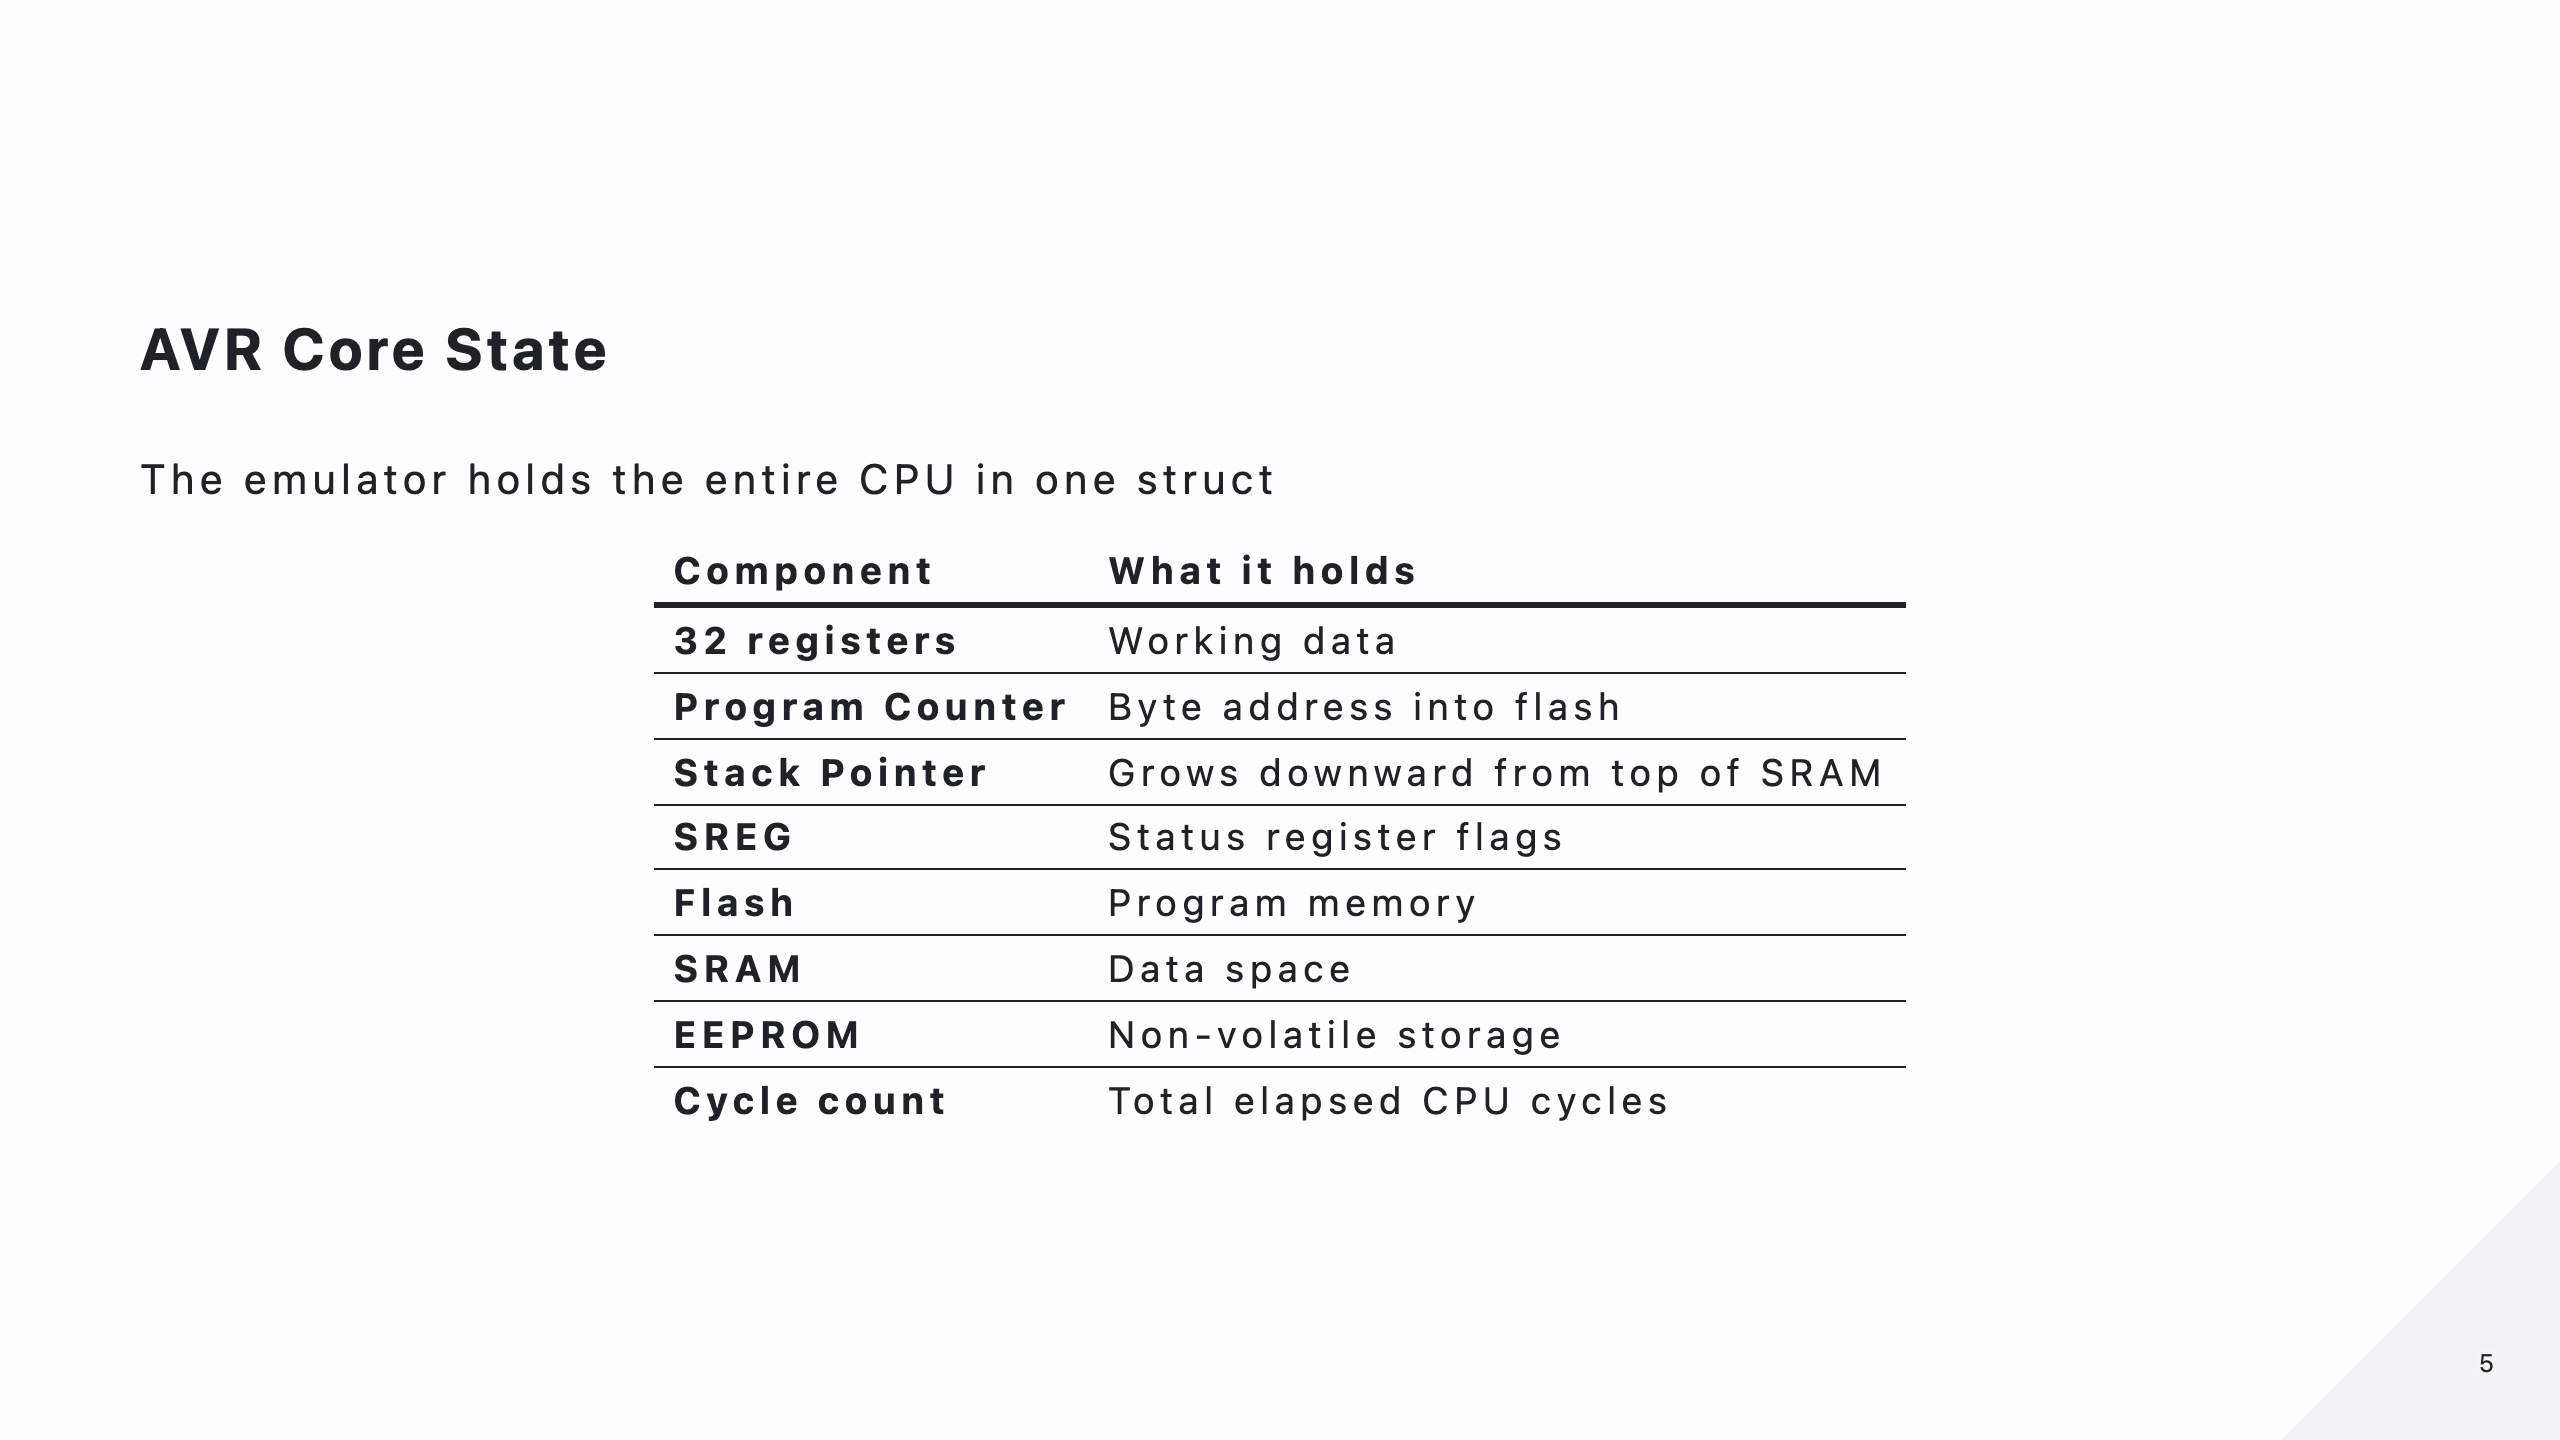 AVR Core State
The emulator holds the entire CPU in one struct
Component What it holds
32 registers Working data
Program Counter Byte address into flash
Stack Pointer Grows downward from top of SRAM
SREG Status register flags
Flash Program memory
SRAM Data space
EEPROM Non-volatile storage
Cycle count Total elapsed CPU cycles
5